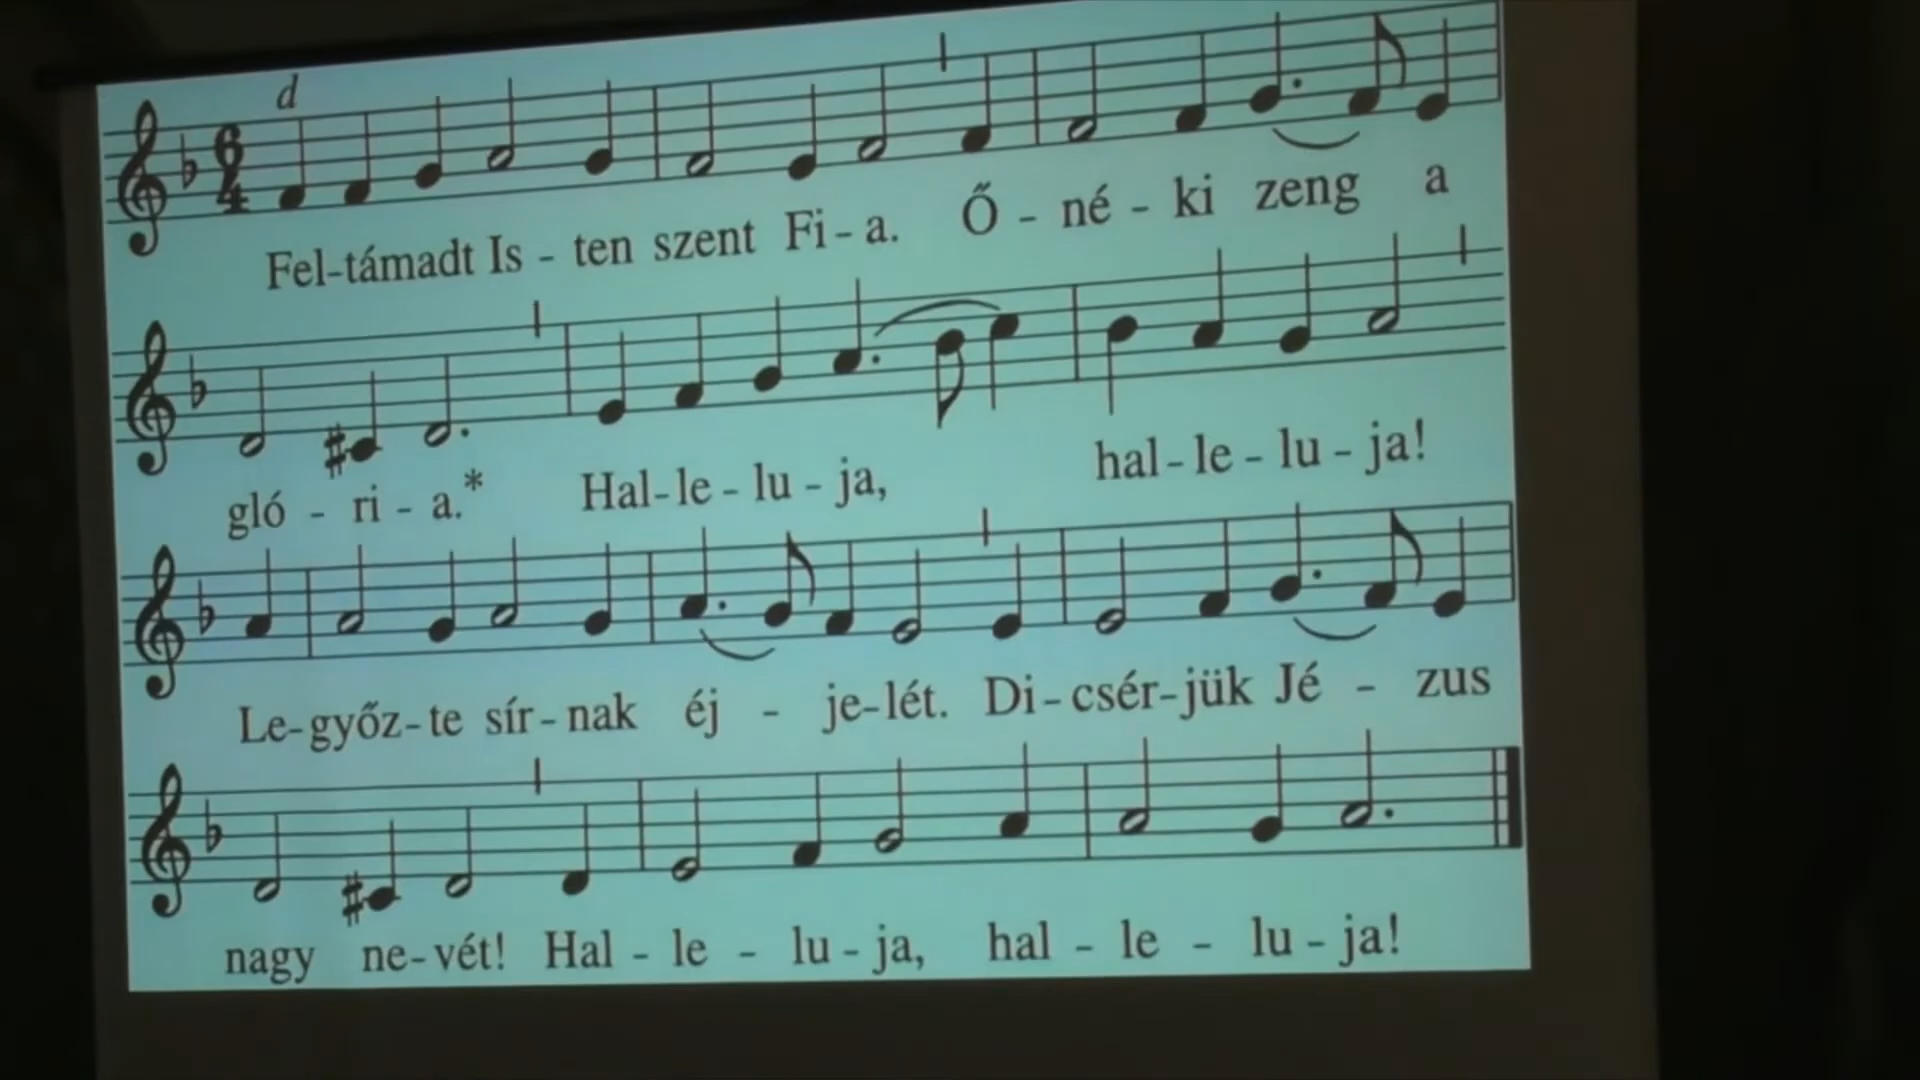 d
6
4
Fel-támadt Is - ten szent Fi - a. Ő - né - ki zeng a
gló - ri - a.* Hal - le - lu - ja, hal - le - lu - ja!
Le-győz-te sír-nak éj - je-lét. Di-csér-jük Jé - zus
nagy ne-vét! Hal - le - lu - ja, hal - le - lu - ja!